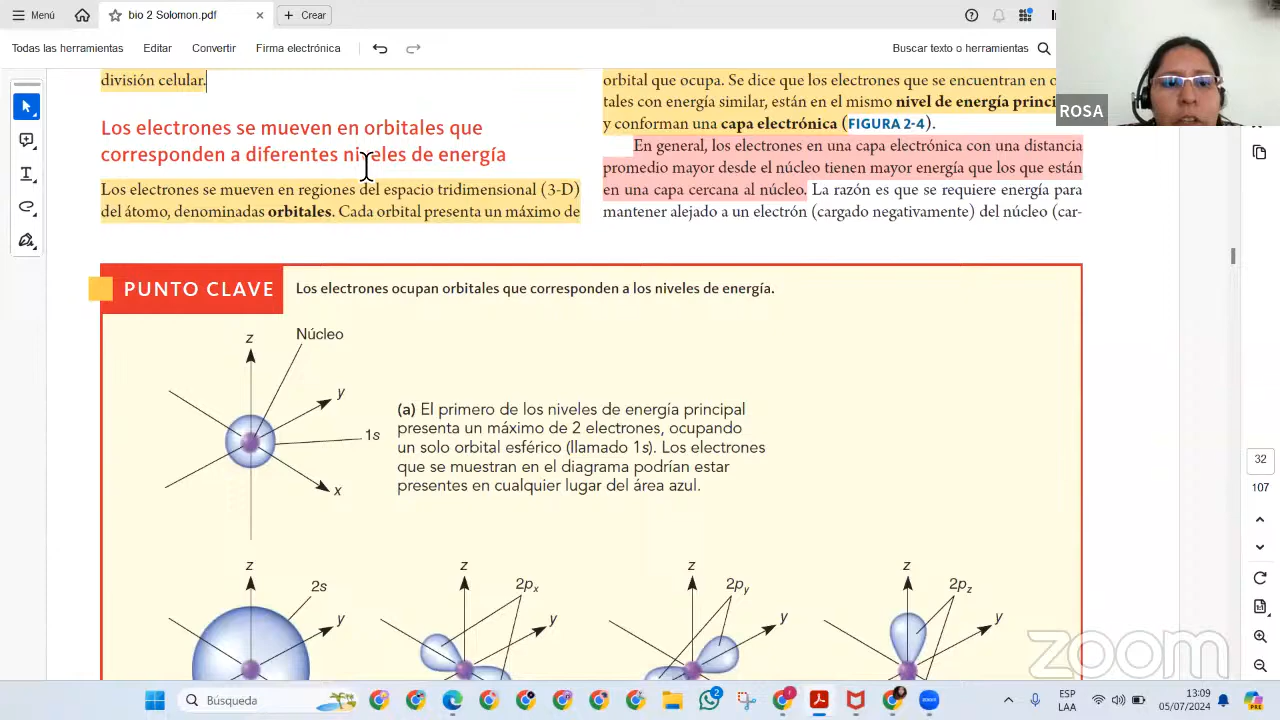 Menú
bio 2 Solomon.pdf
Crear
Todas las herramientas
Editar
Convertir
Firma electrónica
Buscar texto o herramientas
ROSA
división celular.
Los electrones se mueven en orbitales que
corresponden a diferentes niveles de energía
Los electrones se mueven en regiones del espacio tridimensional (3-D)
del átomo, denominadas orbitales. Cada orbital presenta un máximo de
orbital que ocupa. Se dice que los electrones que se encuentran en
tales con energía similar, están en el mismo nivel de energía
y conforman una capa electrónica (FIGURA 2-4).
En general, los electrones en una capa electrónica con una distancia
promedio mayor desde el núcleo tienen mayor energía que los que están
en una capa cercana al núcleo. La razón es que se requiere energía para
mantener alejado a un electrón (cargado negativamente) del núcleo (car-
PUNTO CLAVE
Los electrones ocupan orbitales que corresponden a los niveles de energía.
z
Núcleo
y
1s
x
(a) El primero de los niveles de energía principal
presenta un máximo de 2 electrones, ocupando
un solo orbital esférico (llamado 1s). Los electrones
que se muestran en el diagrama podrían estar
presentes en cualquier lugar del área azul.
z
2s
y
z
2px
y
z
2py
y
z
2pz
y
32
107
zoom
Búsqueda
2
ESP
LAA
13:09
05/07/2024